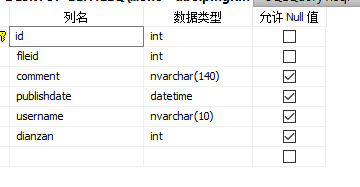 列名 数据类型 允许 Null 值
id int
fileid int
comment nvarchar(140)
publishdate datetime
username nvarchar(10)
dianzan int